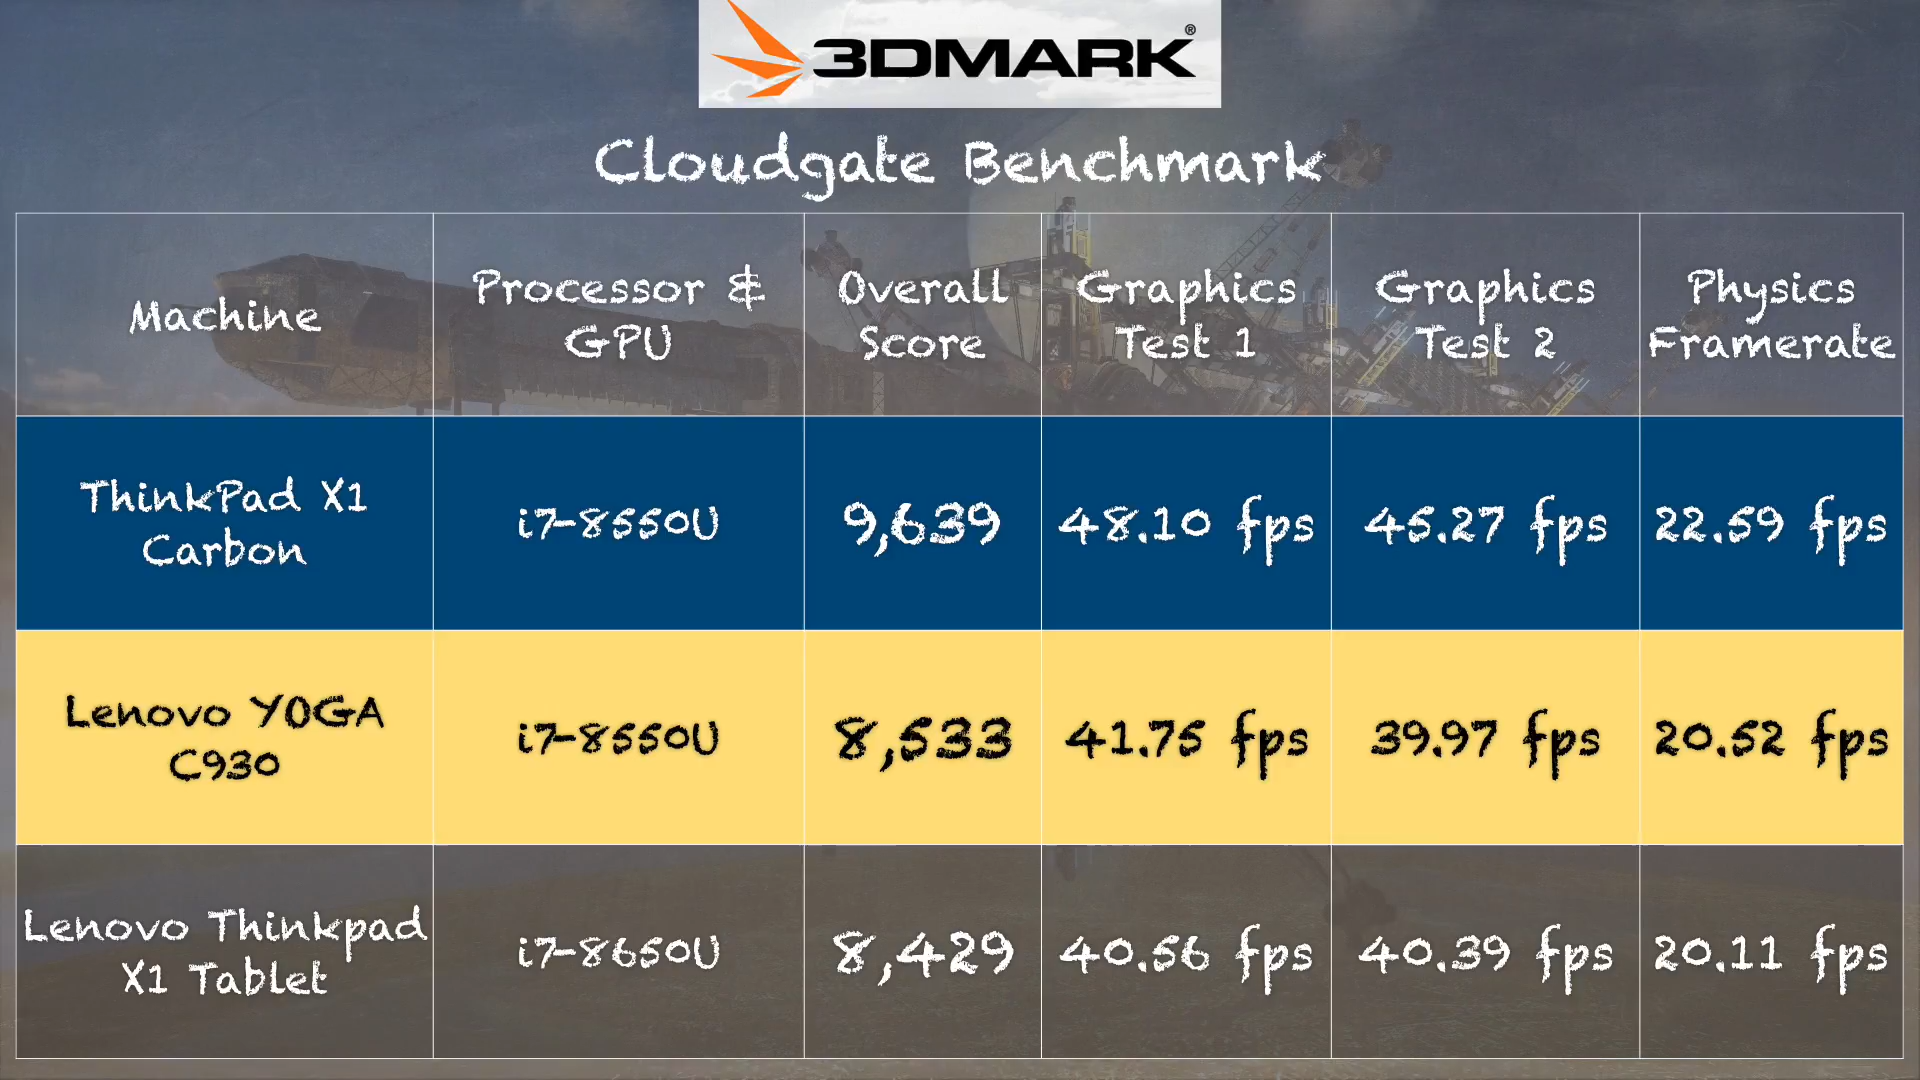 3DMARK®
Cloudgate Benchmark
Machine
Processor &
GPU
Overall
Score
Graphics
Test 1
Graphics
Test 2
Physics
Framerate
ThinkPad X1
Carbon
i7-8550U
9,639
48.10 fps
45.27 fps
22.59 fps
Lenovo YOGA
C930
i7-8550U
8,533
41.75 fps
39.97 fps
20.52 fps
Lenovo Thinkpad
X1 Tablet
i7-8650U
8,429
40.56 fps
40.39 fps
20.11 fps